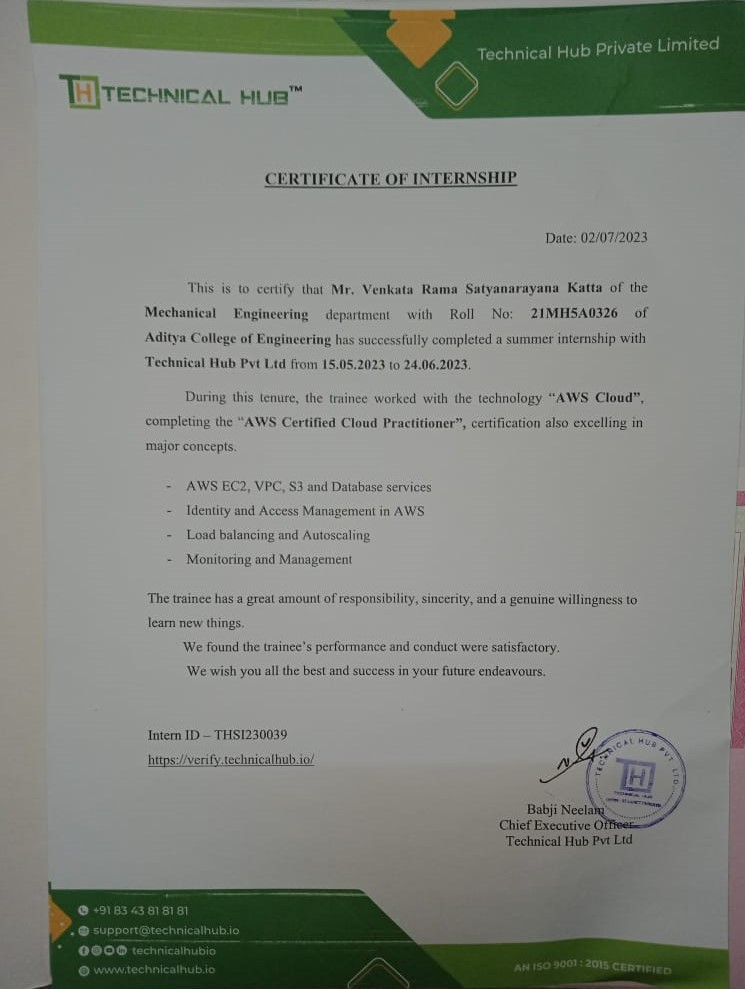 Technical Hub Private Limited
TH TECHNICAL HUB™
CERTIFICATE OF INTERNSHIP
Date: 02/07/2023
This is to certify that Mr. Venkata Rama Satyanarayana Katta of the
Mechanical Engineering department with Roll No: 21MH5A0326 of
Aditya College of Engineering has successfully completed a summer internship with
Technical Hub Pvt Ltd from 15.05.2023 to 24.06.2023.
During this tenure, the trainee worked with the technology “AWS Cloud”,
completing the “AWS Certified Cloud Practitioner”, certification also excelling in
major concepts.
- AWS EC2, VPC, S3 and Database services
- Identity and Access Management in AWS
- Load balancing and Autoscaling
- Monitoring and Management
The trainee has a great amount of responsibility, sincerity, and a genuine willingness to
learn new things.
We found the trainee’s performance and conduct were satisfactory.
We wish you all the best and success in your future endeavours.
Intern ID – THSI230039
https://verify.technicalhub.io/
TECHNICAL HUB PVT LTD
TH
TECHNICAL HUB
Babji Neelam
Chief Executive Officer
Technical Hub Pvt Ltd
+91 83 43 81 81 81
support@technicalhub.io
technicalhubio
www.technicalhub.io
AN ISO 9001 : 2015 CERTIFIED